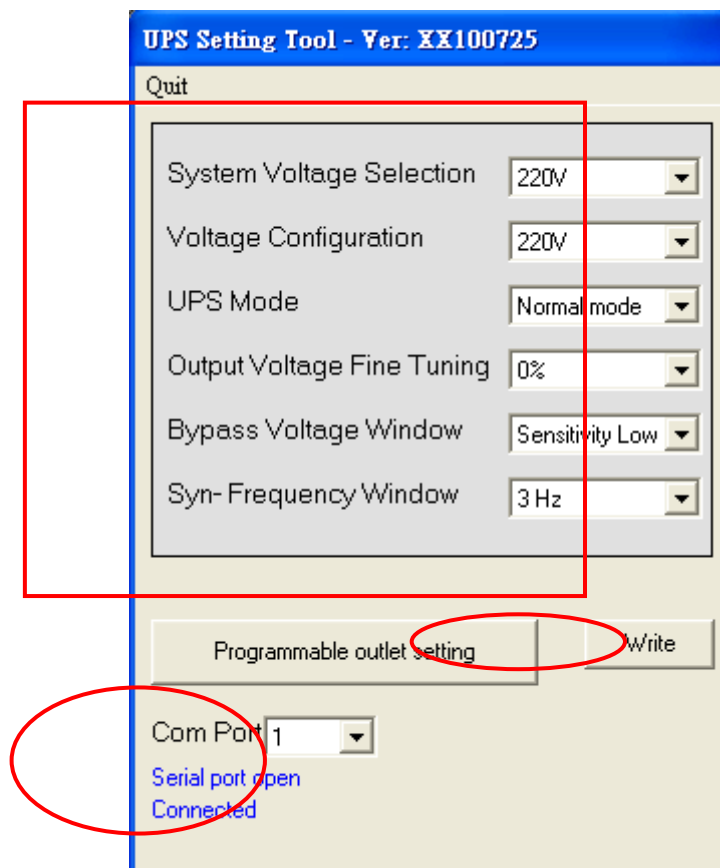 UPS Setting Tool - Ver: XX100725
Quit
System Voltage Selection 220V
Voltage Configuration 220V
UPS Mode Normal mode
Output Voltage Fine Tuning 0%
Bypass Voltage Window Sensitivity Low
Syn- Frequency Window 3 Hz
Programmable outlet setting Write
Com Port 1
Serial port open
Connected